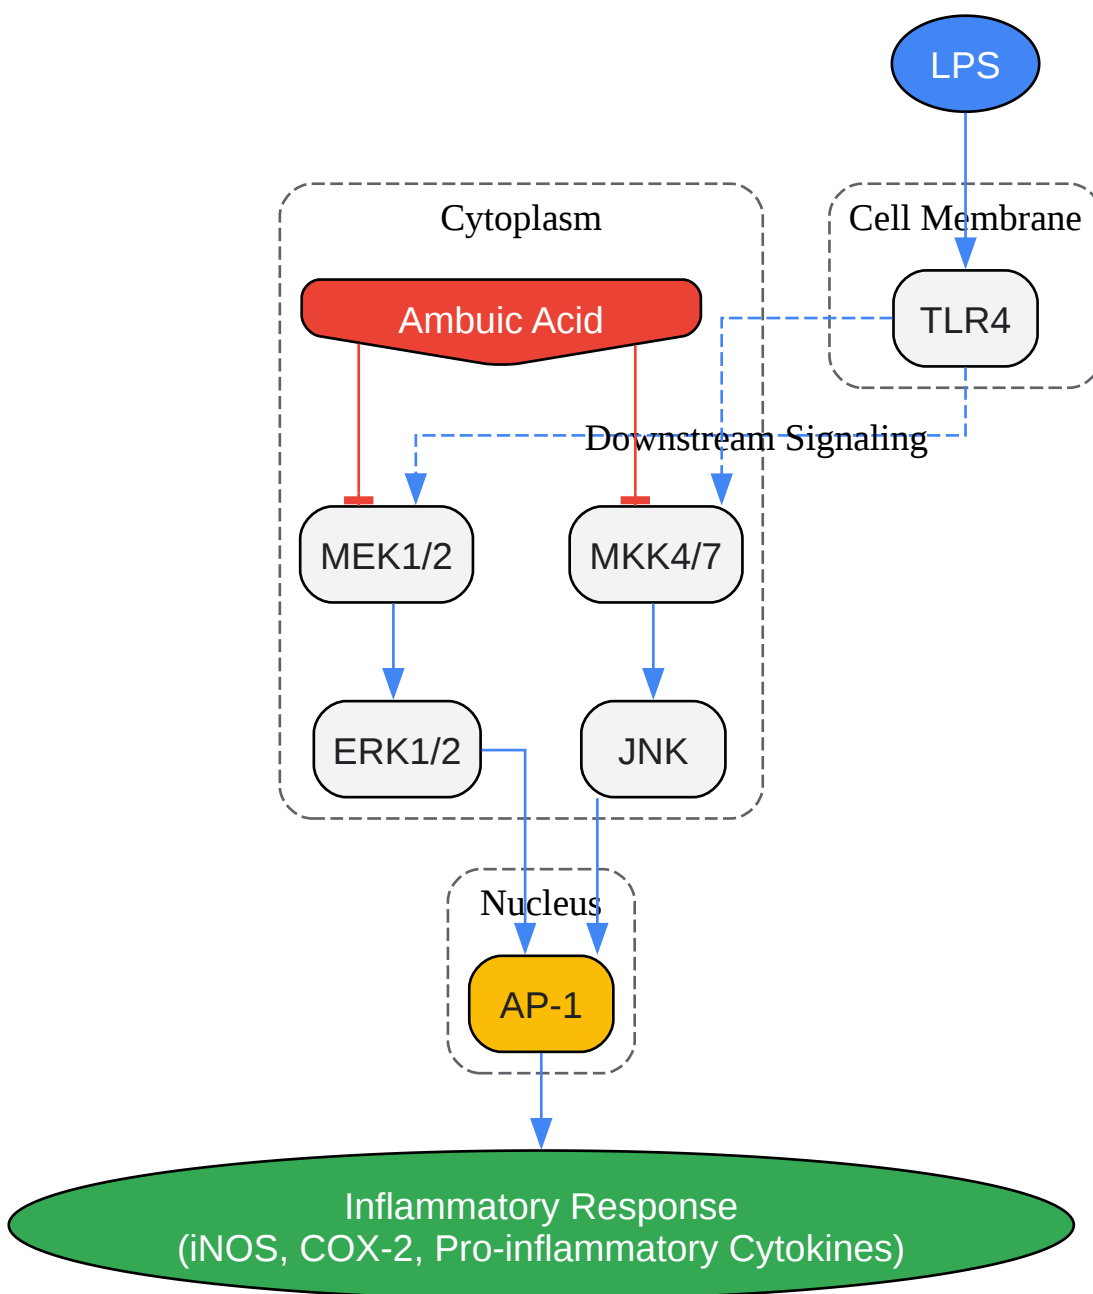 LPS
Cytoplasm
Cell Membrane
Ambuic Acid
TLR4
Downstream Signaling
MEK1/2
MKK4/7
ERK1/2
JNK
Nucleus
AP-1
Inflammatory Response
(iNOS, COX-2, Pro-inflammatory Cytokines)